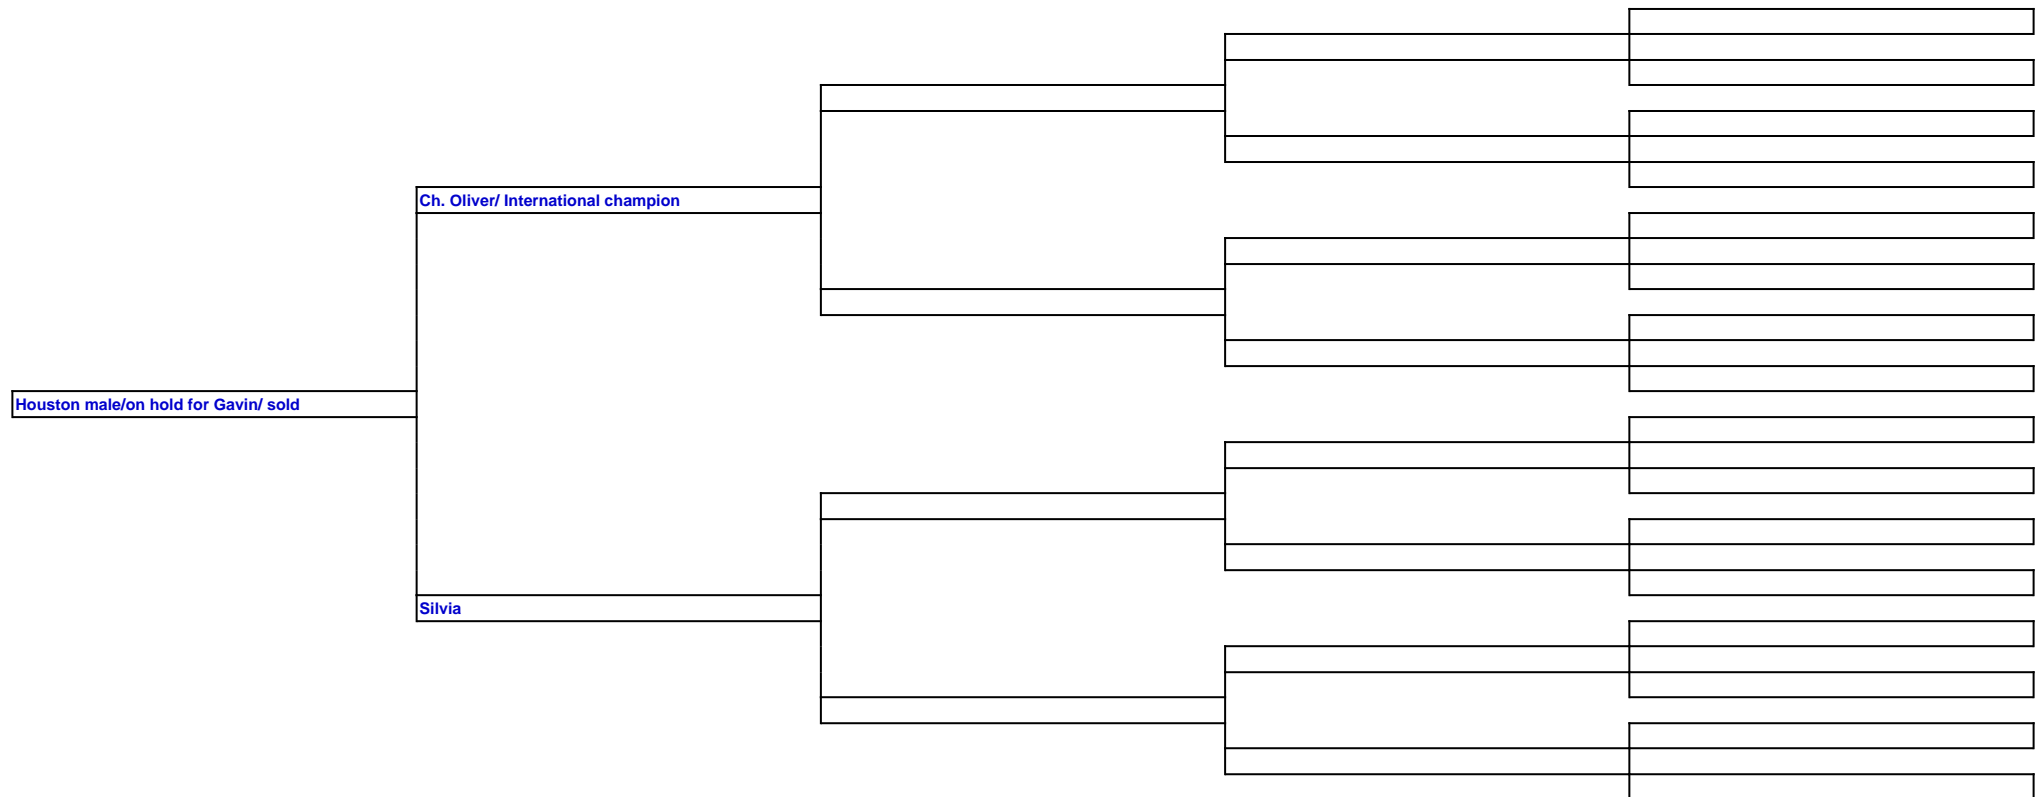 Ch. Oliver/ International champion
Houston male/on hold for Gavin/ sold
Silvia